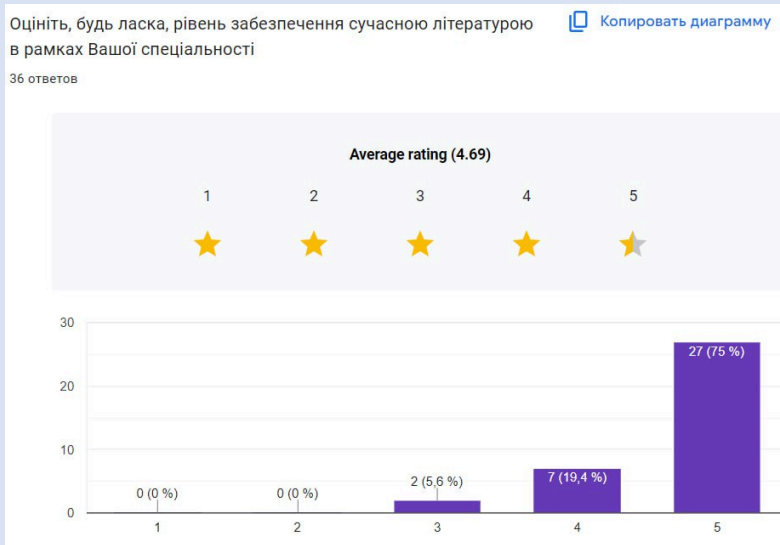 Оцініть, будь ласка, рівень забезпечення сучасною літературою
в рамках Вашої спеціальності
Копировать диаграмму
36 ответов
Average rating (4.69)
1 2 3 4 5
30
20
10
0
0 (0 %) 0 (0 %) 2 (5,6 %) 7 (19,4 %) 27 (75 %)
1 2 3 4 5